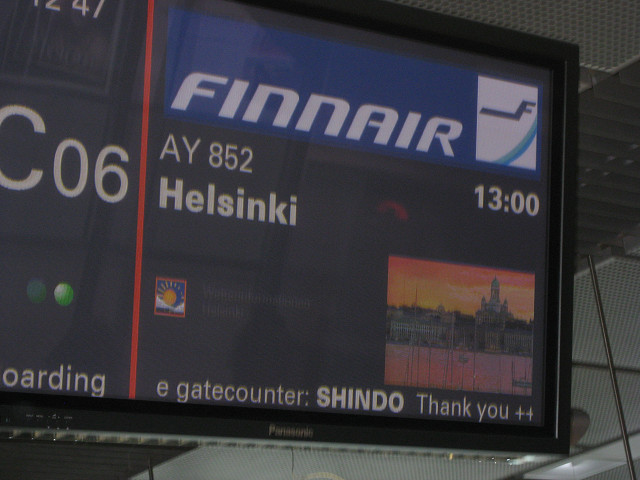 12 47
FINNAIR
F
AY 852
C06
Helsinki 13:00
oarding
e gatecounter: SHINDO Thank you ++
Panasonic